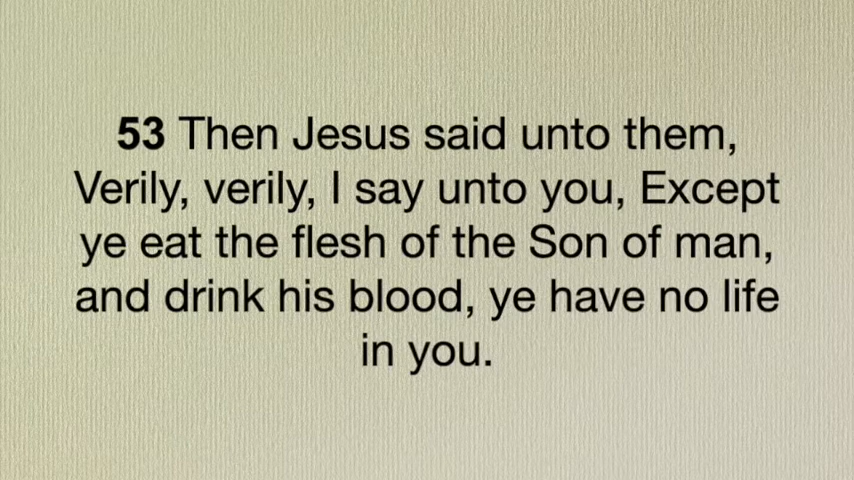 53 Then Jesus said unto them,
Verily, verily, I say unto you, Except
ye eat the flesh of the Son of man,
and drink his blood, ye have no life
in you.